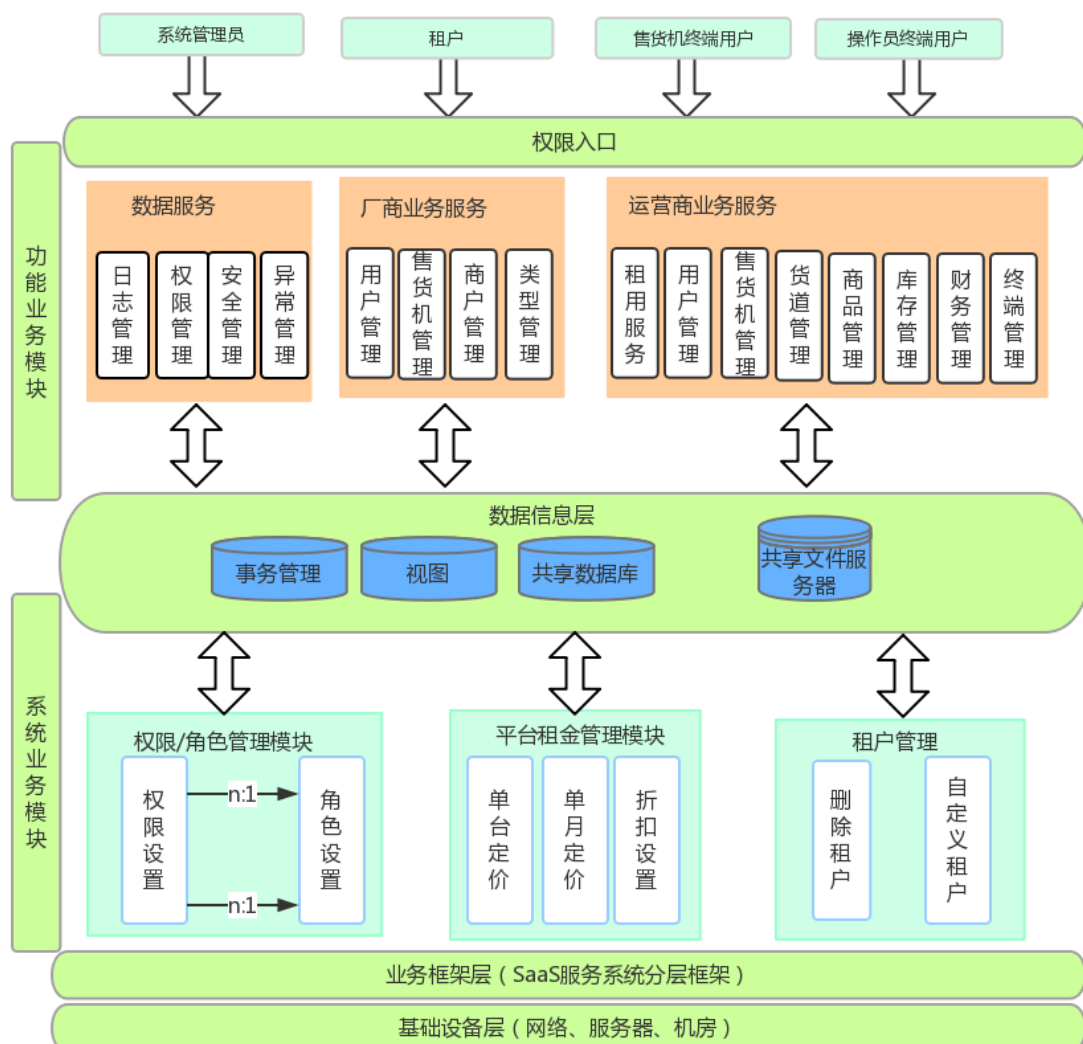 系统管理员
租户
售货机终端用户
操作员终端用户
权限入口
功能业务模块
数据服务
日志管理
权限管理
安全管理
异常管理
厂商业务服务
用户管理
售货机管理
商户管理
类型管理
运营商业务服务
租用服务
用户管理
售货机管理
货道管理
商品管理
库存管理
财务管理
终端管理
数据信息层
事务管理
视图
共享数据库
共享文件服
务器
系统业务模块
权限/角色管理模块
权限设置
n:1
n:1
角色设置
平台租金管理模块
单台定价
单月定价
折扣设置
租户管理
删除租户
自定义租户
业务框架层（SaaS服务系统分层框架）
基础设备层（网络、服务器、机房）